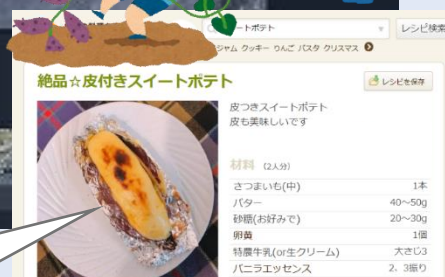 ートポテト
レシピ検索
ジャム クッキー りんご パスタ クリスマス
絶品☆皮付きスイートポテト
レシピを保存
皮つきスイートポテト
皮も美味しいです
材料 (2人分)
さつまいも(中) 1本
バター 40〜50g
砂糖(お好みで) 20〜30g
卵黄 1個
特濃牛乳(or生クリーム) 大さじ3
バニラエッセンス 2、3振り